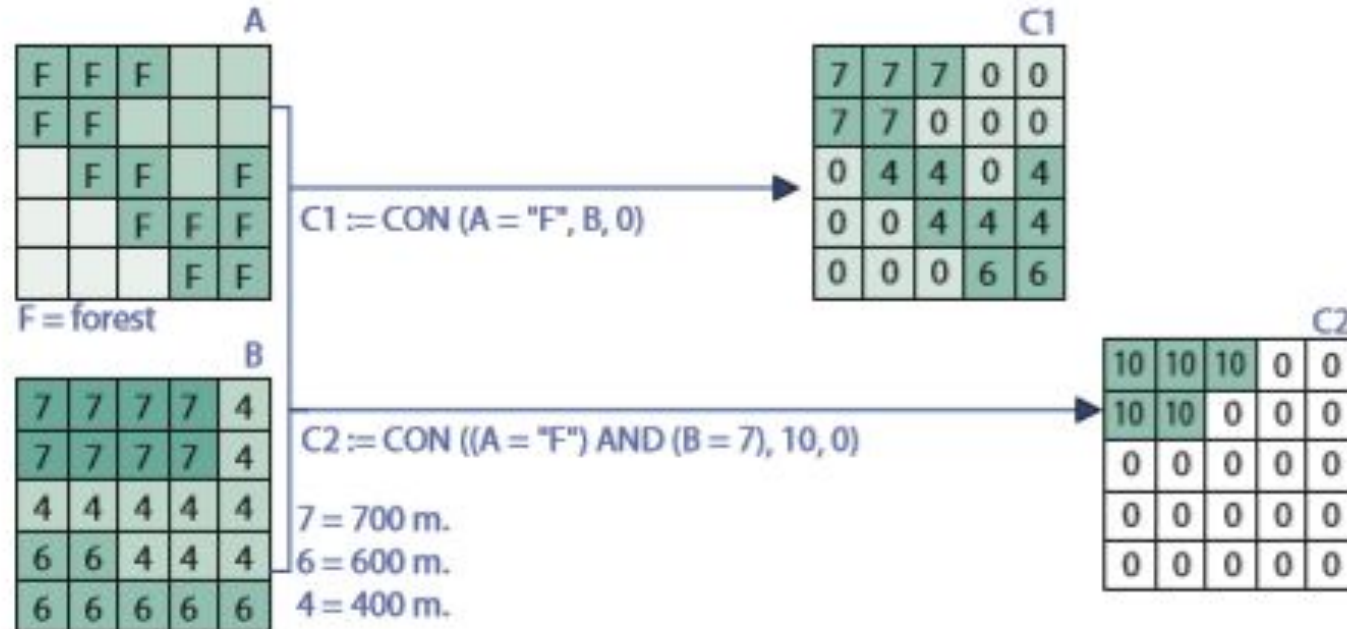 A
F F F
F F
F F F
F F F
F F
F = forest
B
7 7 7 7 4
7 7 7 7 4
4 4 4 4 4
6 6 4 4 4
6 6 6 6 6
C1 := CON (A = "F", B, 0)
C2 := CON ((A = "F") AND (B = 7), 10, 0)
7 = 700 m.
6 = 600 m.
4 = 400 m.
C1
7 7 7 0 0
7 7 0 0 0
0 4 4 0 4
0 0 4 4 4
0 0 0 6 6
C2
10 10 10 0 0
10 10 0 0 0
0 0 0 0 0
0 0 0 0 0
0 0 0 0 0